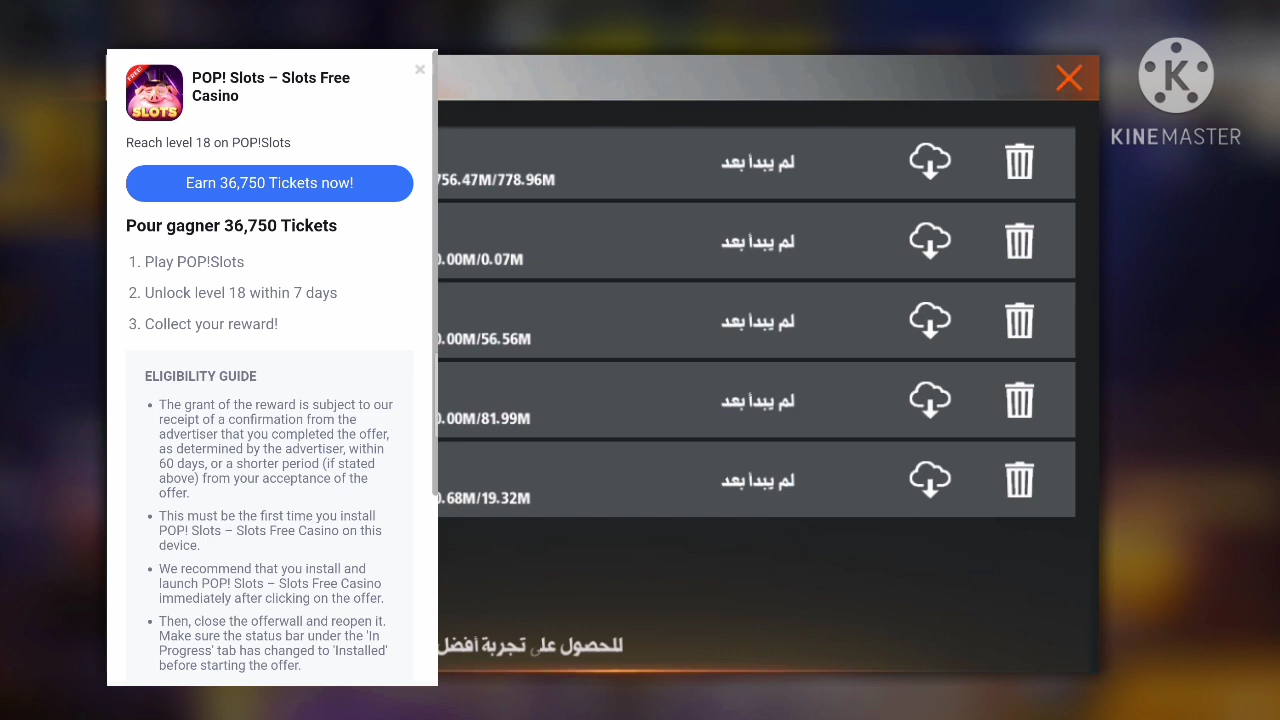 FREE!
SLOTS
POP! Slots – Slots Free
Casino
Reach level 18 on POP!Slots
Earn 36,750 Tickets now!
Pour gagner 36,750 Tickets
1. Play POP!Slots
2. Unlock level 18 within 7 days
3. Collect your reward!
ELIGIBILITY GUIDE
• The grant of the reward is subject to our
receipt of a confirmation from the
advertiser that you completed the offer,
as determined by the advertiser, within
60 days, or a shorter period (if stated
above) from your acceptance of the
offer.
• This must be the first time you install
POP! Slots – Slots Free Casino on this
device.
• We recommend that you install and
launch POP! Slots – Slots Free Casino
immediately after clicking on the offer.
• Then, close the offerwall and reopen it.
Make sure the status bar under the 'In
Progress' tab has changed to 'Installed'
before starting the offer.
لم يبدأ بعد
756.47M/778.96M
لم يبدأ بعد
0.00M/0.07M
لم يبدأ بعد
0.00M/56.56M
لم يبدأ بعد
0.00M/81.99M
لم يبدأ بعد
0.68M/19.32M
للحصول على تجربة أفضل
KINEMASTER